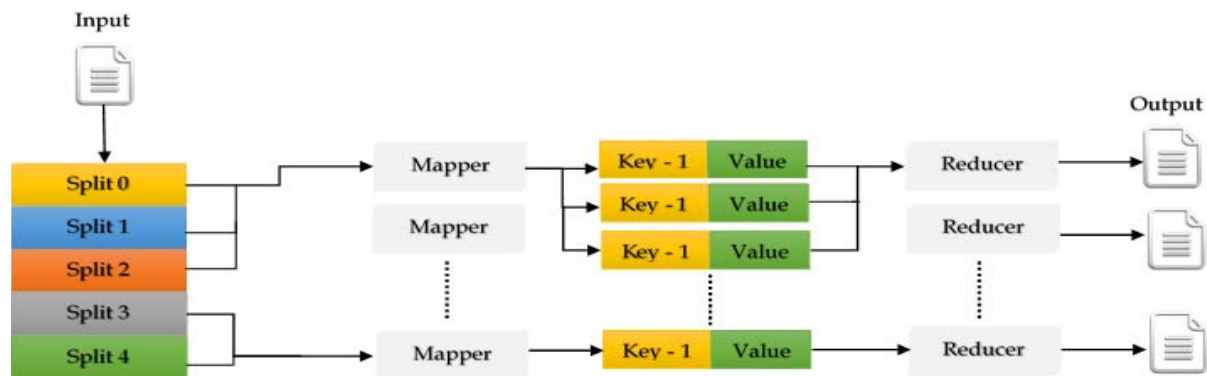 Input
Output
Split 0
Split 1
Split 2
Split 3
Split 4
Mapper
Mapper
Mapper
Key - 1 Value
Key - 1 Value
Key - 1 Value
Key - 1 Value
Reducer
Reducer
Reducer